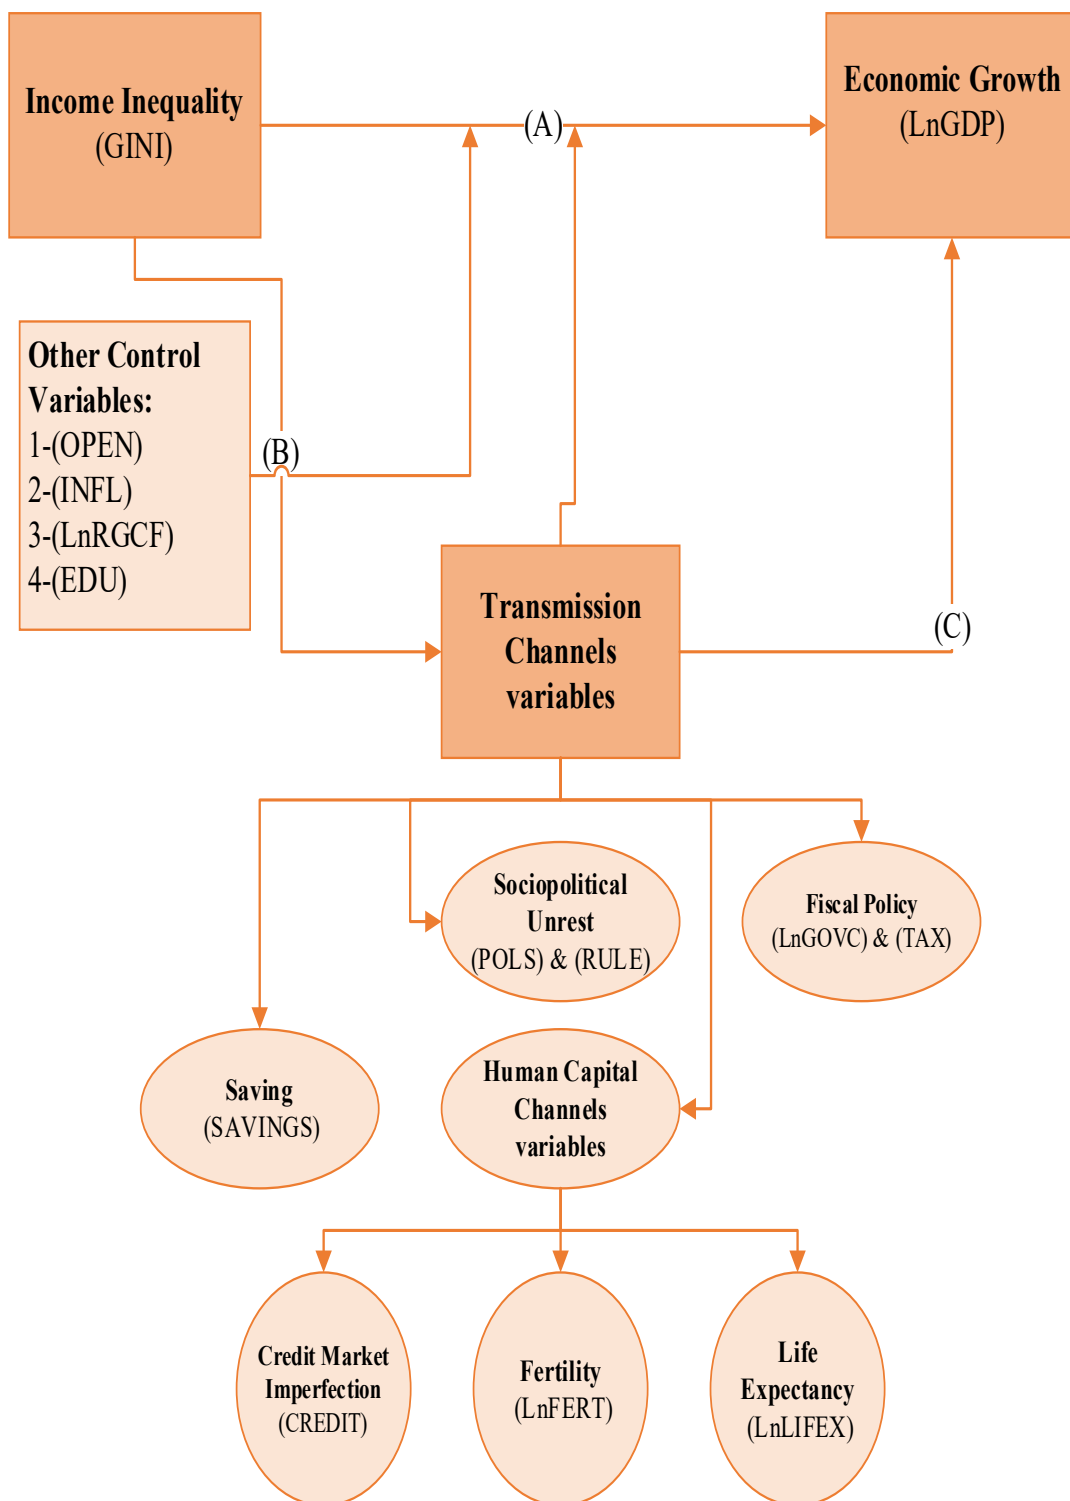 Income Inequality
(GINI)
(A)
Economic Growth
(LnGDP)
Other Control
Variables:
1-(OPEN)
2-(INFL)
3-(LnRGCF)
4-(EDU)
(B)
Transmission
Channels
variables
(C)
Sociopolitical
Unrest
(POLS) & (RULE)
Fiscal Policy
(LnGOVC) & (TAX)
Saving
(SAVINGS)
Human Capital
Channels
variables
Credit Market
Imperfection
(CREDIT)
Fertility
(LnFERT)
Life
Expectancy
(LnLIFEX)